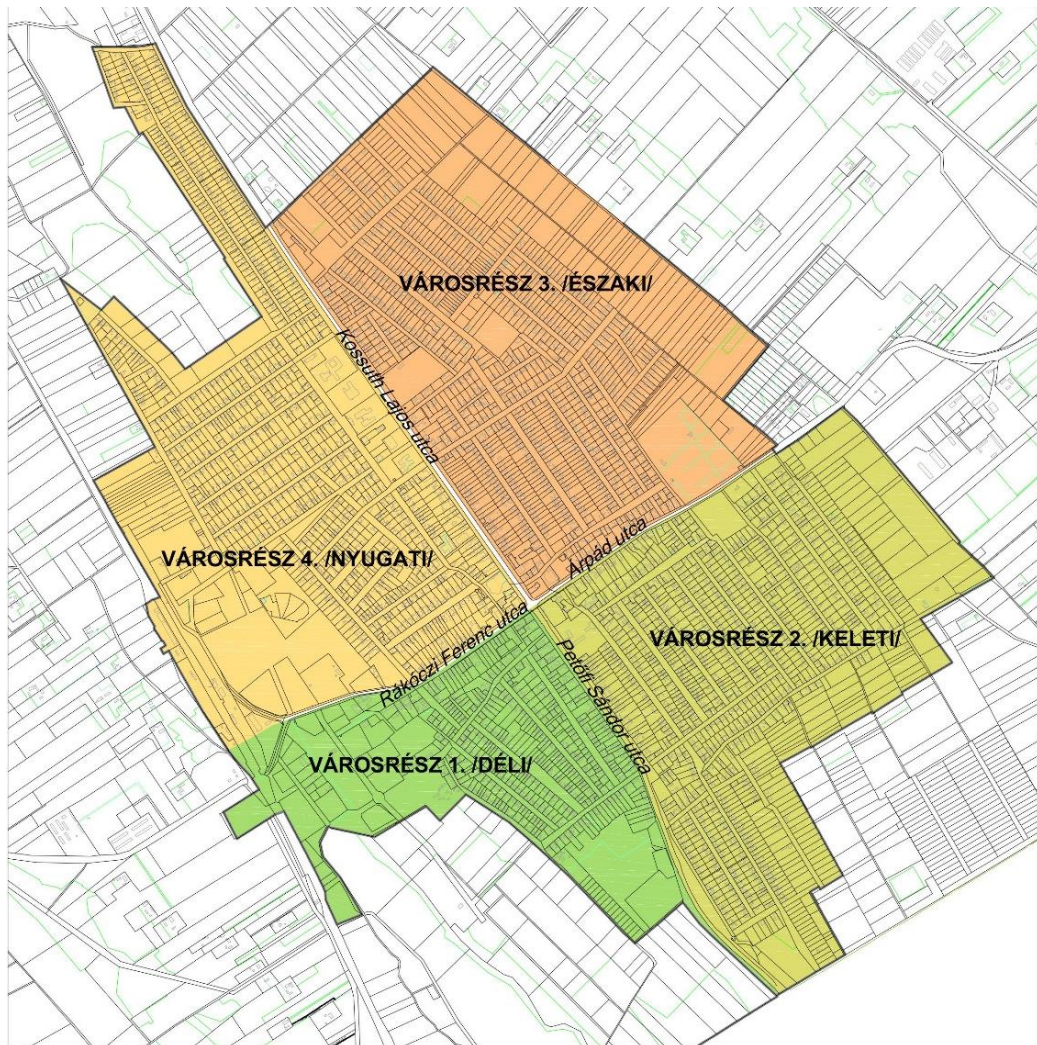 VÁROSRÉSZ 3. /ÉSZAKI/
Kossuth Lajos utca
Árpád utca
VÁROSRÉSZ 4. /NYUGATI/
Rákóczi Ferenc utca
VÁROSRÉSZ 2. /KELETI/
Petőfi Sándor utca
VÁROSRÉSZ 1. /DÉLI/